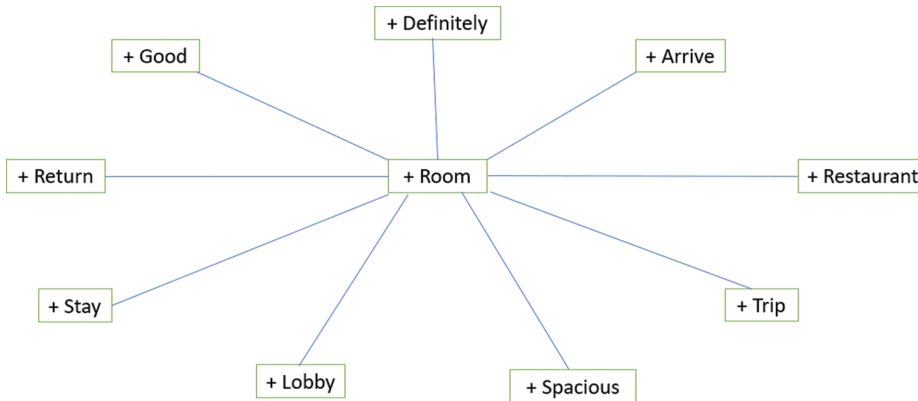 + Definitely
+ Good
+ Arrive
+ Return
+ Room
+ Restaurant
+ Stay
+ Trip
+ Lobby
+ Spacious